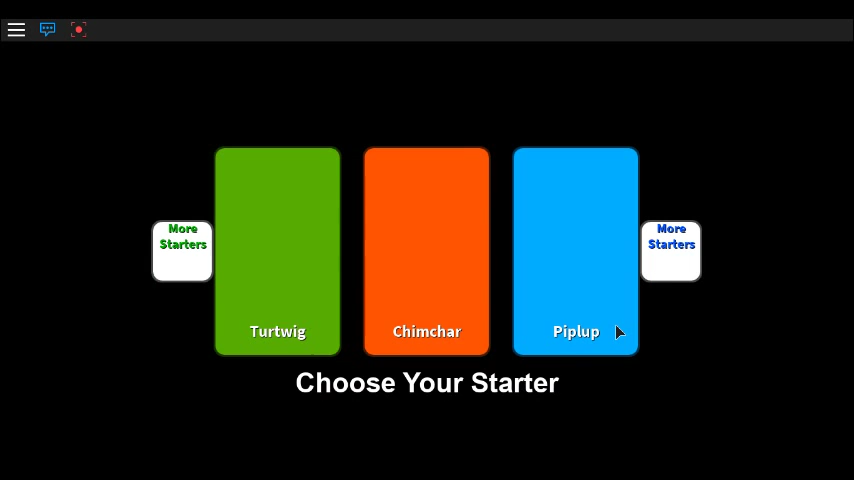 More
Starters
Turtwig
Chimchar
Piplup
More
Starters
Choose Your Starter